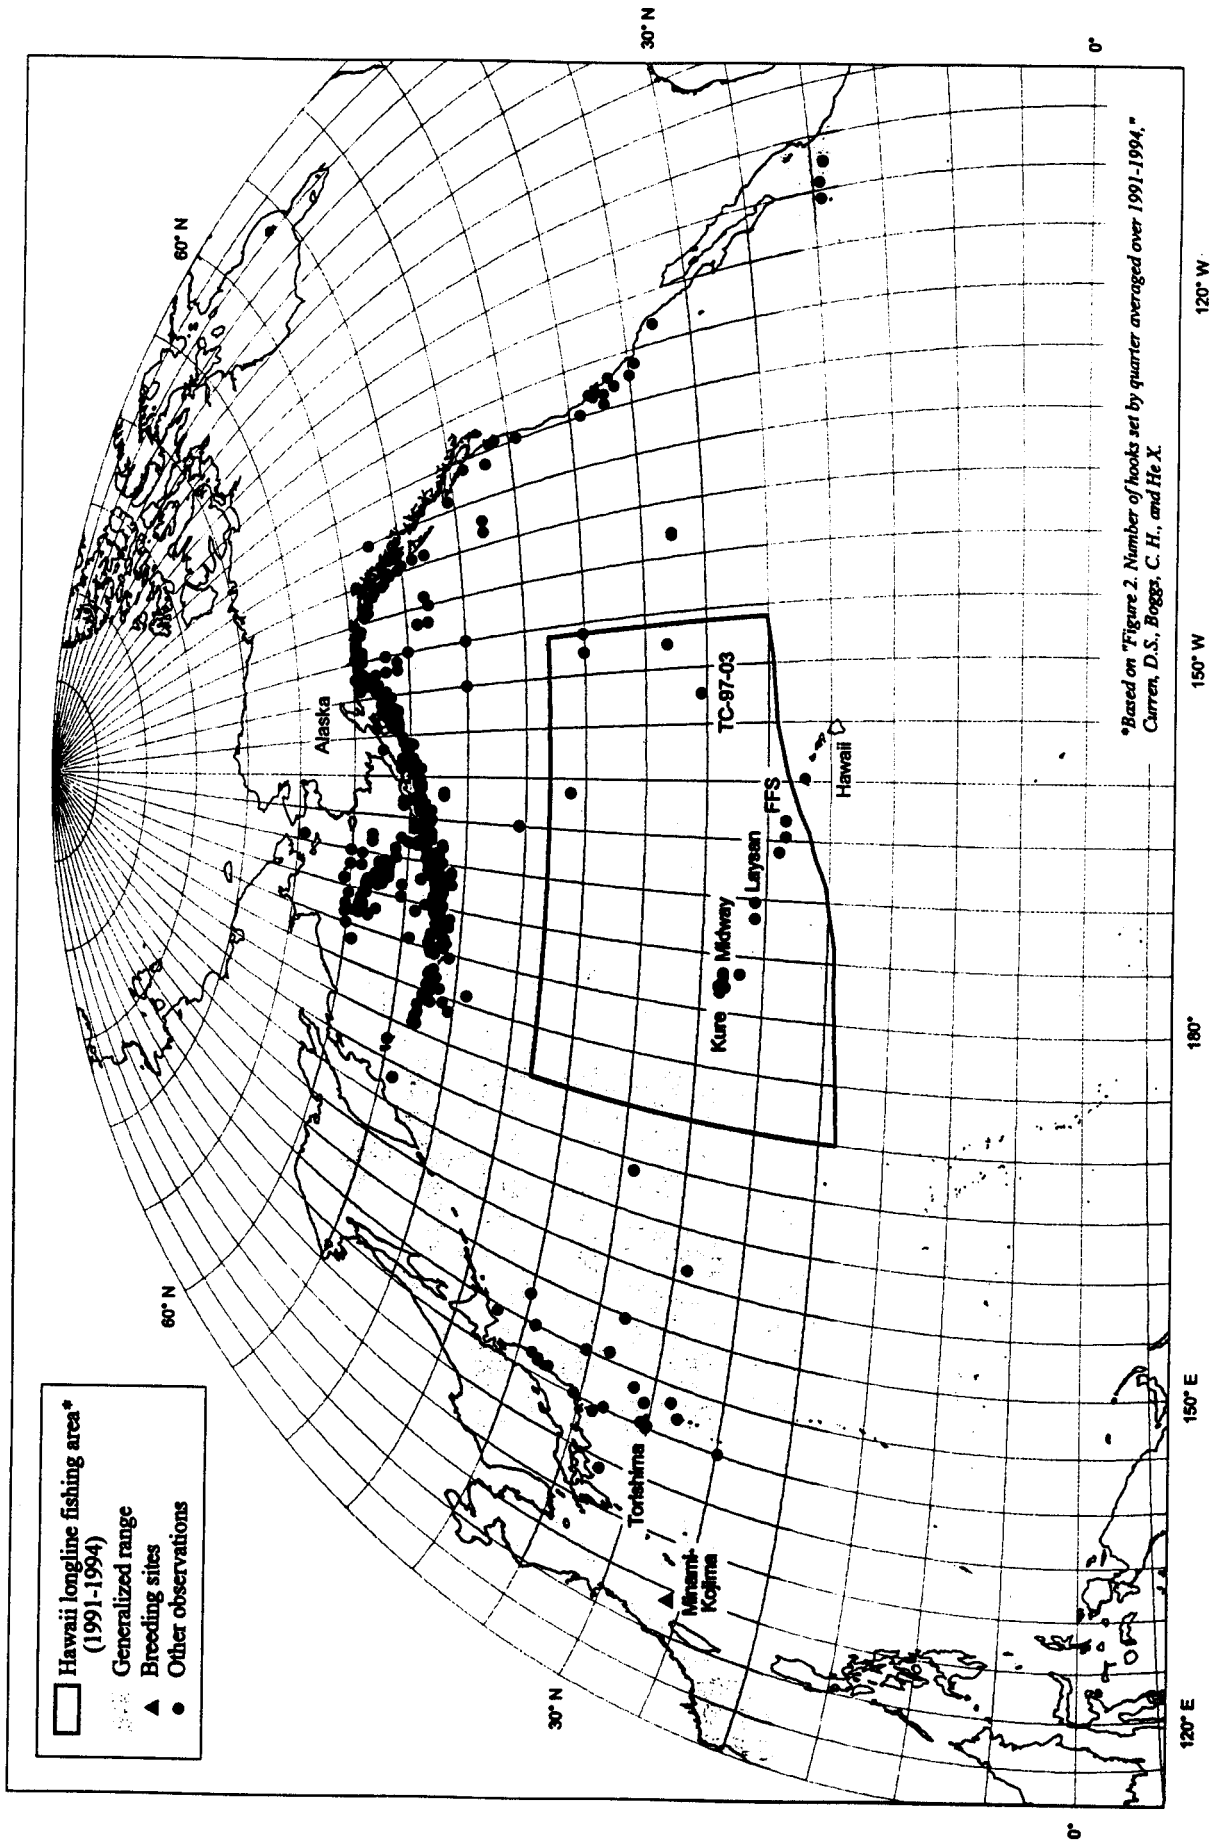 Hawaii longline fishing area*
(1991-1994)
Generalized range
Breeding sites
Other observations
60° N
60° N
30° N
30° N
0°
0°
120° E
150° E
180°
150° W
120° W
Alaska
TC-97-03
Hawaii
FFS
Laysan
Midway
Kure
Torishima
Minami-
Kojima
*Based on "Figure 2. Number of hooks set by quarter averaged over 1991-1994,"
Curren, D.S., Boggs, C. H., and He X.